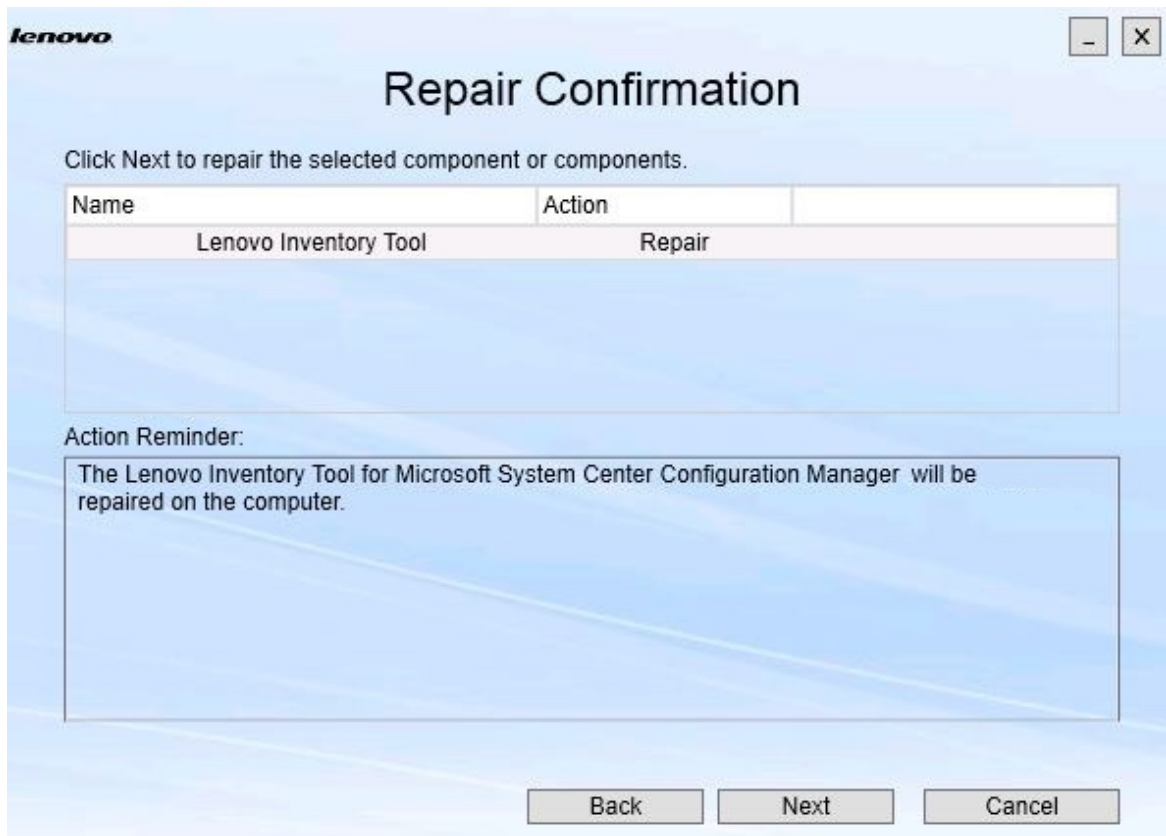 lenovo
Repair Confirmation
Click Next to repair the selected component or components.
Name Action
Lenovo Inventory Tool Repair
Action Reminder:
The Lenovo Inventory Tool for Microsoft System Center Configuration Manager will be
repaired on the computer.
Back Next Cancel